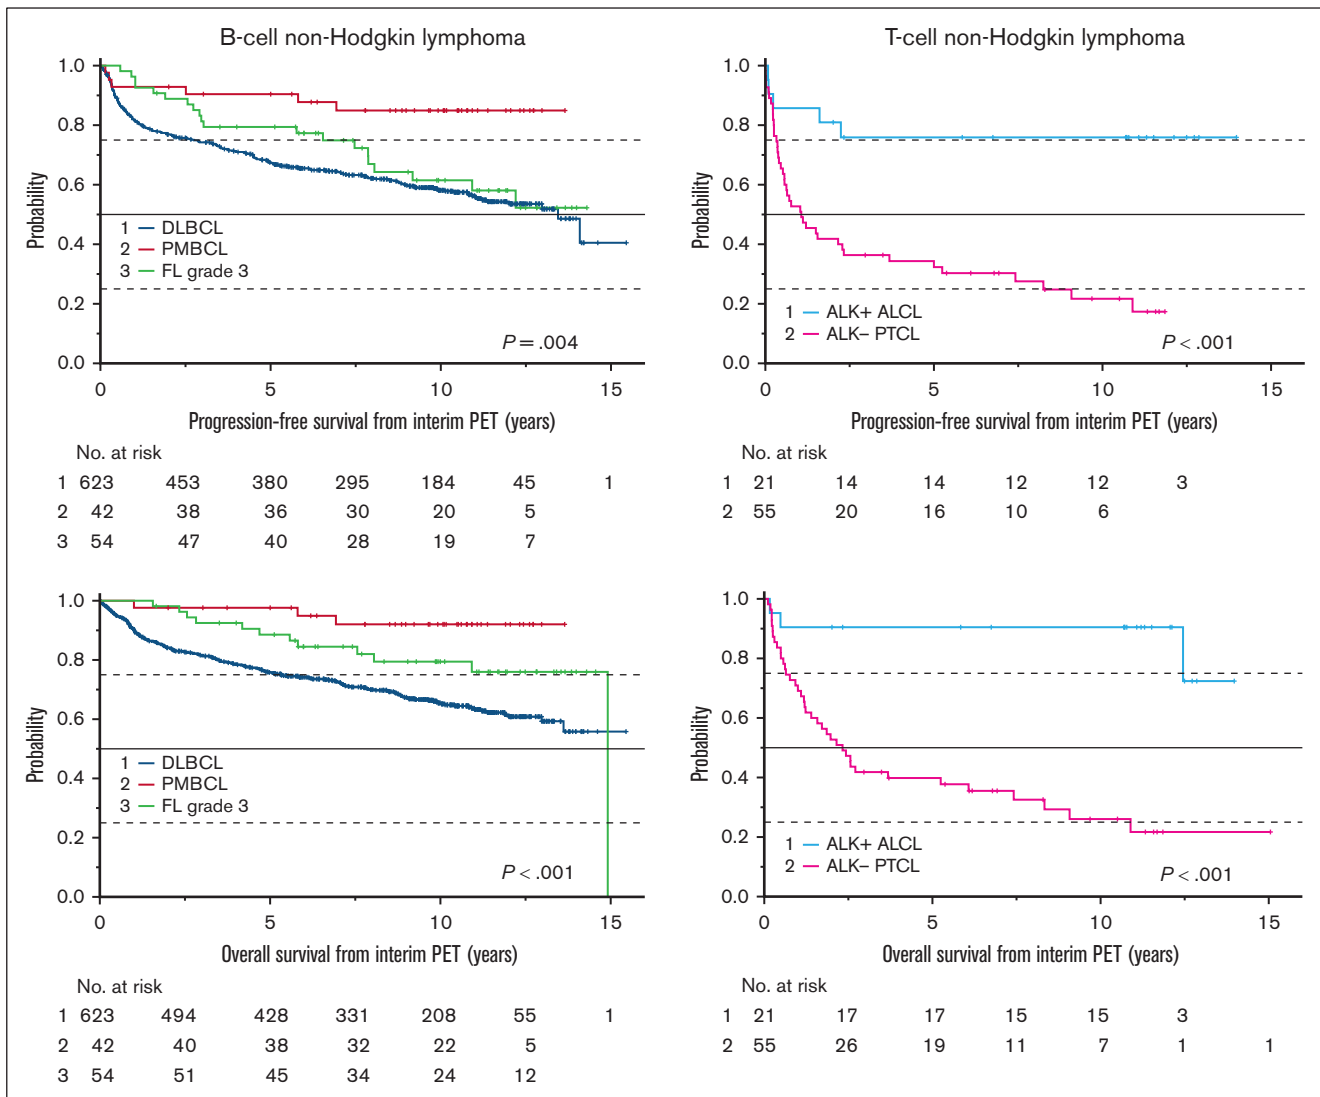 B-cell non-Hodgkin lymphoma
1.0
0.8
0.6
0.4
0.2
0.0
Probability
1 DLBCL
2 PMBCL
3 FL grade 3
P = .004
0 5 10 15
Progression-free survival from interim PET (years)
No. at risk
1 623 453 380 295 184 45 1
2 42 38 36 30 20 5
3 54 47 40 28 19 7
T-cell non-Hodgkin lymphoma
1.0
0.8
0.6
0.4
0.2
0.0
Probability
1 ALK+ ALCL
2 ALK– PTCL
P < .001
0 5 10 15
Progression-free survival from interim PET (years)
No. at risk
1 21 14 14 12 12 3
2 55 20 16 10 6
1.0
0.8
0.6
0.4
0.2
0.0
Probability
1 DLBCL
2 PMBCL
3 FL grade 3
P < .001
0 5 10 15
Overall survival from interim PET (years)
No. at risk
1 623 494 428 331 208 55 1
2 42 40 38 32 22 5
3 54 51 45 34 24 12
1.0
0.8
0.6
0.4
0.2
0.0
Probability
1 ALK+ ALCL
2 ALK– PTCL
P < .001
0 5 10 15
Overall survival from interim PET (years)
No. at risk
1 21 17 17 15 15 3
2 55 26 19 11 7 1 1